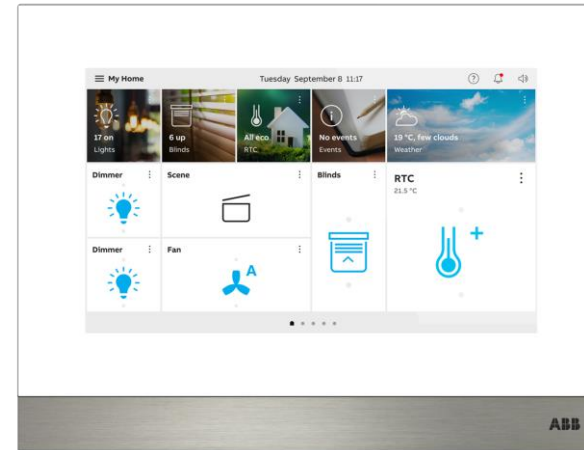 My Home
Tuesday September 8 11:17
17 on
Lights
6 up
Blinds
All eco
RTC
No events
Events
19 °C, few clouds
Weather
Dimmer
Scene
Blinds
RTC
21.5 °C
Dimmer
Fan
A
ABB